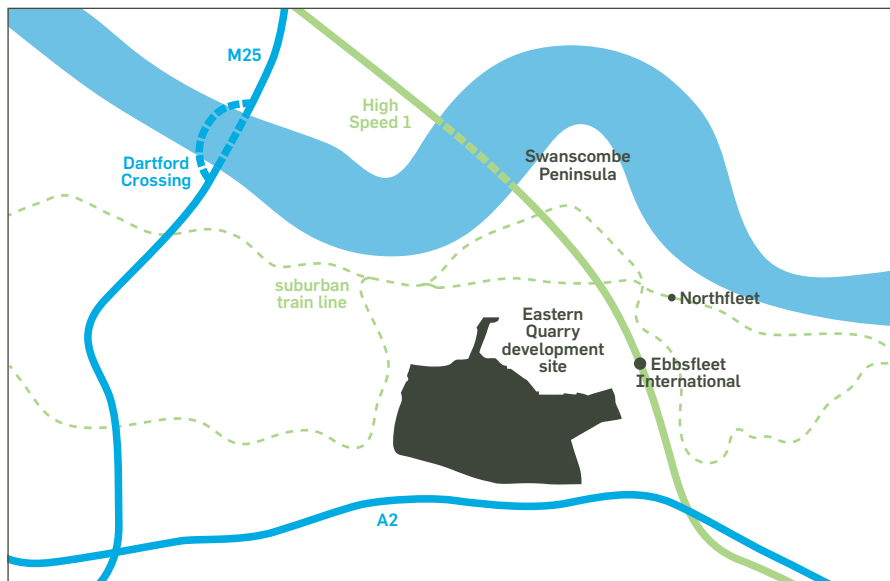 M25
High
Speed 1
Dartford
Crossing
Swanscombe
Peninsula
suburban
train line
Northfleet
Eastern
Quarry
development
site
Ebbsfleet
International
A2